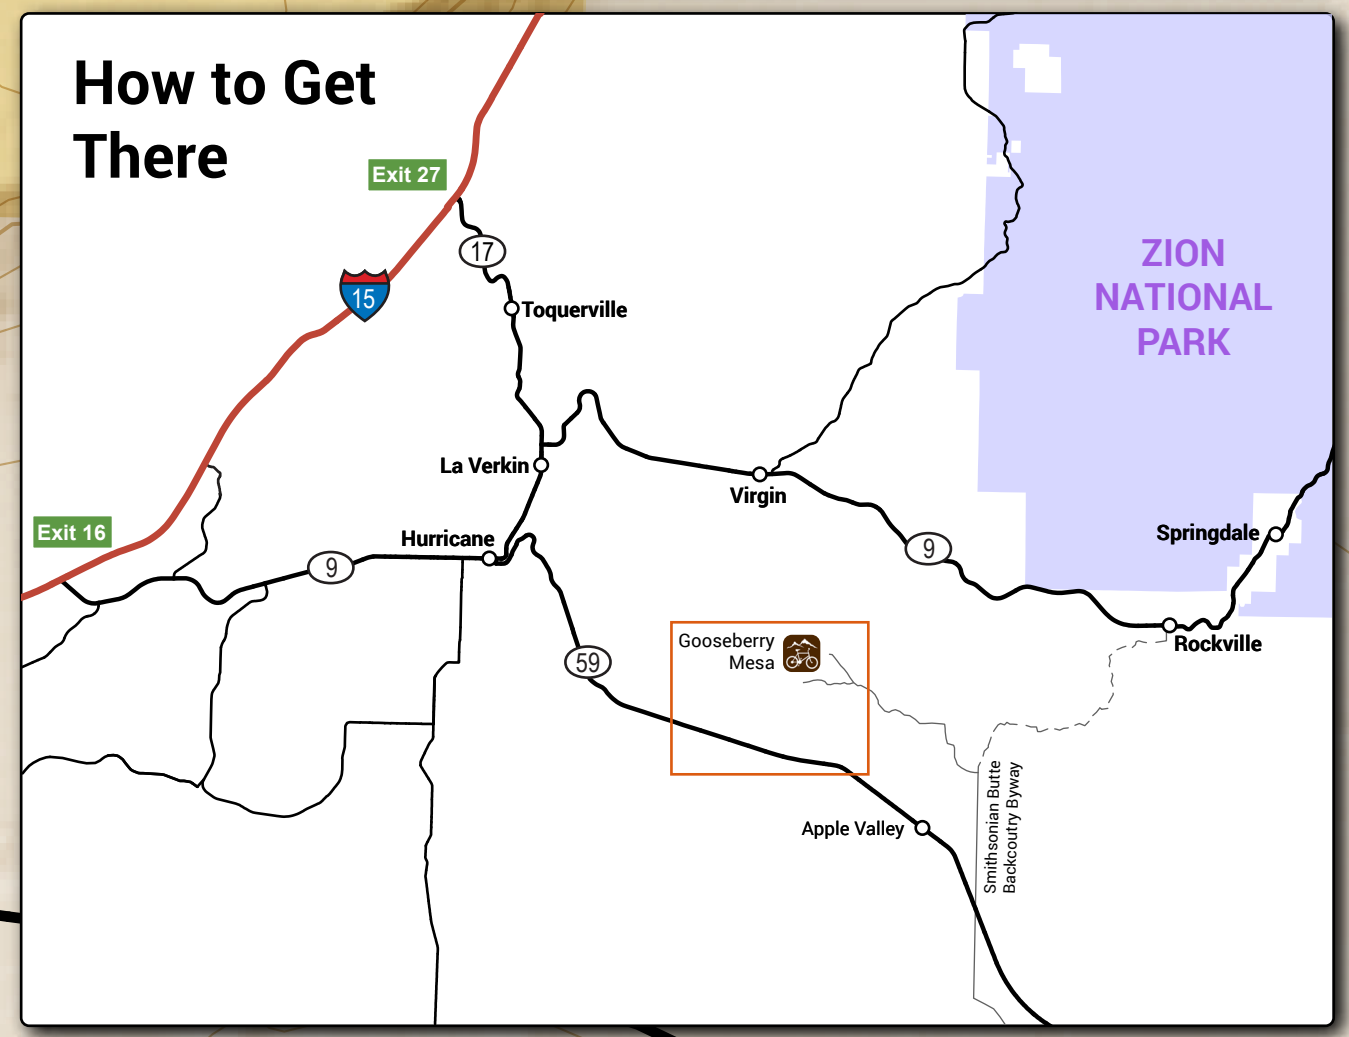 How to Get
There
Exit 27
17
15
Toquerville
ZION
NATIONAL
PARK
La Verkin
Virgin
Exit 16
Hurricane
9
9
Springdale
59
Gooseberry
Mesa
Rockville
Apple Valley
Smithsonian Butte
Backcoutry Byway